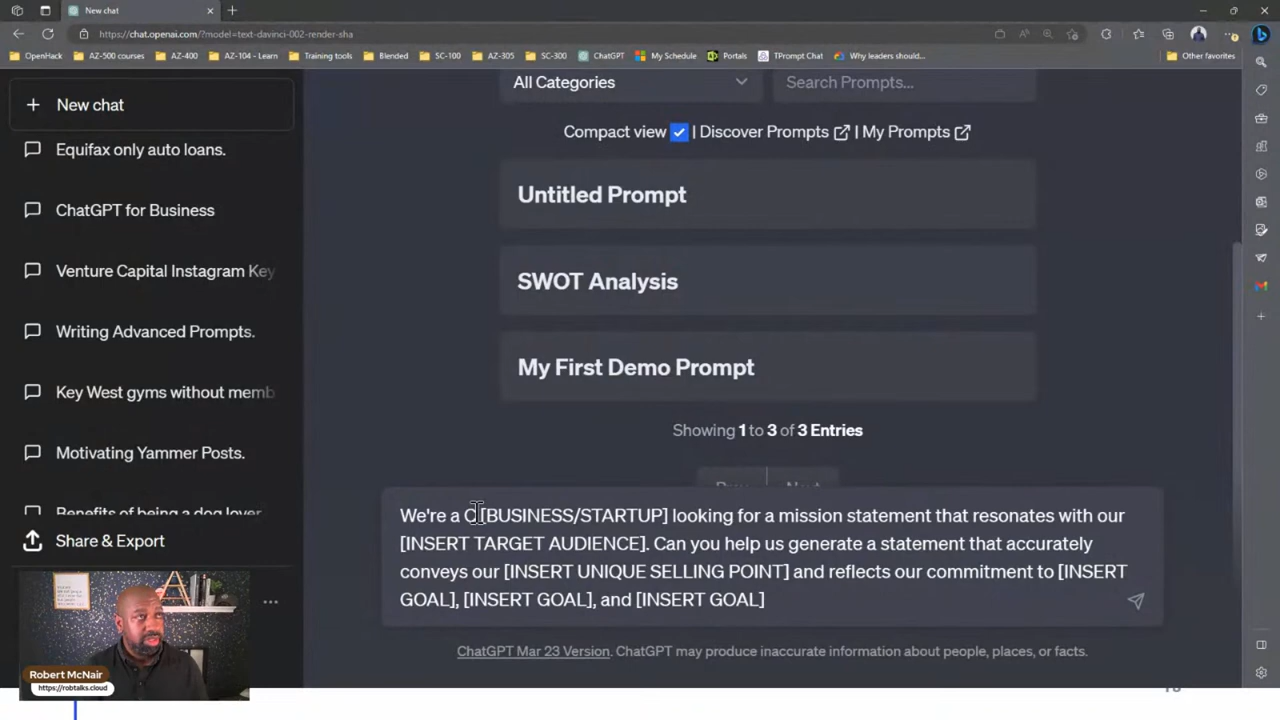 New chat
https://chat.openai.com/?model=text-davinci-002-render-sha
OpenHack
AZ-500 courses
AZ-400
AZ-104 - Learn
Training tools
Blended
SC-100
AZ-305
SC-300
ChatGPT
My Schedule
Portals
TPrompt Chat
Why leaders should...
Other favorites
New chat
Equifax only auto loans.
ChatGPT for Business
Venture Capital Instagram Key
Writing Advanced Prompts.
Key West gyms without memb
Motivating Yammer Posts.
Benefits of being a dog lover
Share & Export
All Categories
Search Prompts...
Compact view | Discover Prompts | My Prompts
Untitled Prompt
SWOT Analysis
My First Demo Prompt
Showing 1 to 3 of 3 Entries
Prev
Next
We're a C[BUSINESS/STARTUP] looking for a mission statement that resonates with our
[INSERT TARGET AUDIENCE]. Can you help us generate a statement that accurately
conveys our [INSERT UNIQUE SELLING POINT] and reflects our commitment to [INSERT
GOAL], [INSERT GOAL], and [INSERT GOAL]
ChatGPT Mar 23 Version. ChatGPT may produce inaccurate information about people, places, or facts.
Robert McNair
https://robtalks.cloud